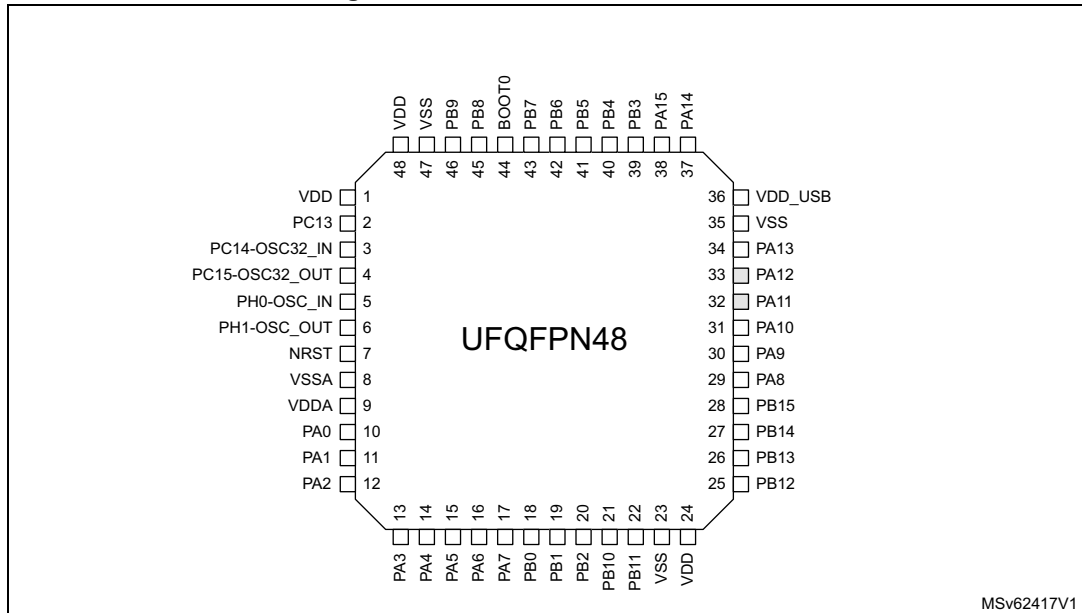 VDD
VSS
PB9
PB8
BOOT0
PB7
PB6
PB5
PB4
PB3
PA15
PA14
48
47
46
45
44
43
42
41
40
39
38
37
VDD 1
PC13 2
PC14-OSC32_IN 3
PC15-OSC32_OUT 4
PH0-OSC_IN 5
PH1-OSC_OUT 6
NRST 7
VSSA 8
VDDA 9
PA0 10
PA1 11
PA2 12
UFQFPN48
36 VDD_USB
35 VSS
34 PA13
33 PA12
32 PA11
31 PA10
30 PA9
29 PA8
28 PB15
27 PB14
26 PB13
25 PB12
13
14
15
16
17
18
19
20
21
22
23
24
PA3
PA4
PA5
PA6
PA7
PB0
PB1
PB2
PB10
PB11
VSS
VDD
MSv62417V1